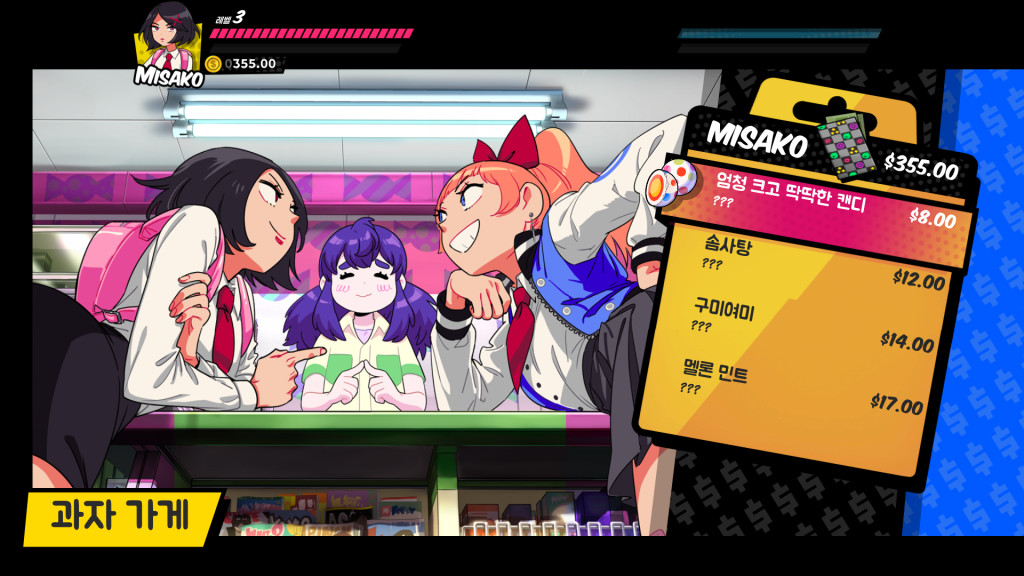 레벨 3
0355.00
MISAKO
MISAKO
$355.00
엄청 크고 딱딱한 캔디
$8.00
???
솜사탕
$12.00
???
구미여미
$14.00
???
멜론 민트
$17.00
???
과자 가게